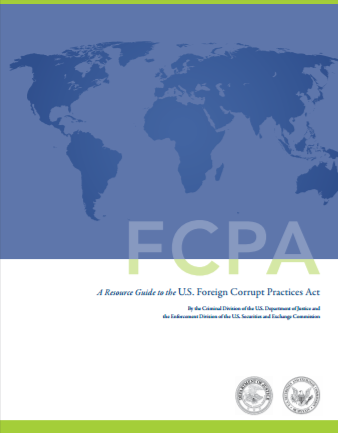 FCPA
A Resource Guide to the U.S. Foreign Corrupt Practices Act
By the Criminal Division of the U.S. Department of Justice and
the Enforcement Division of the U.S. Securities and Exchange Commission